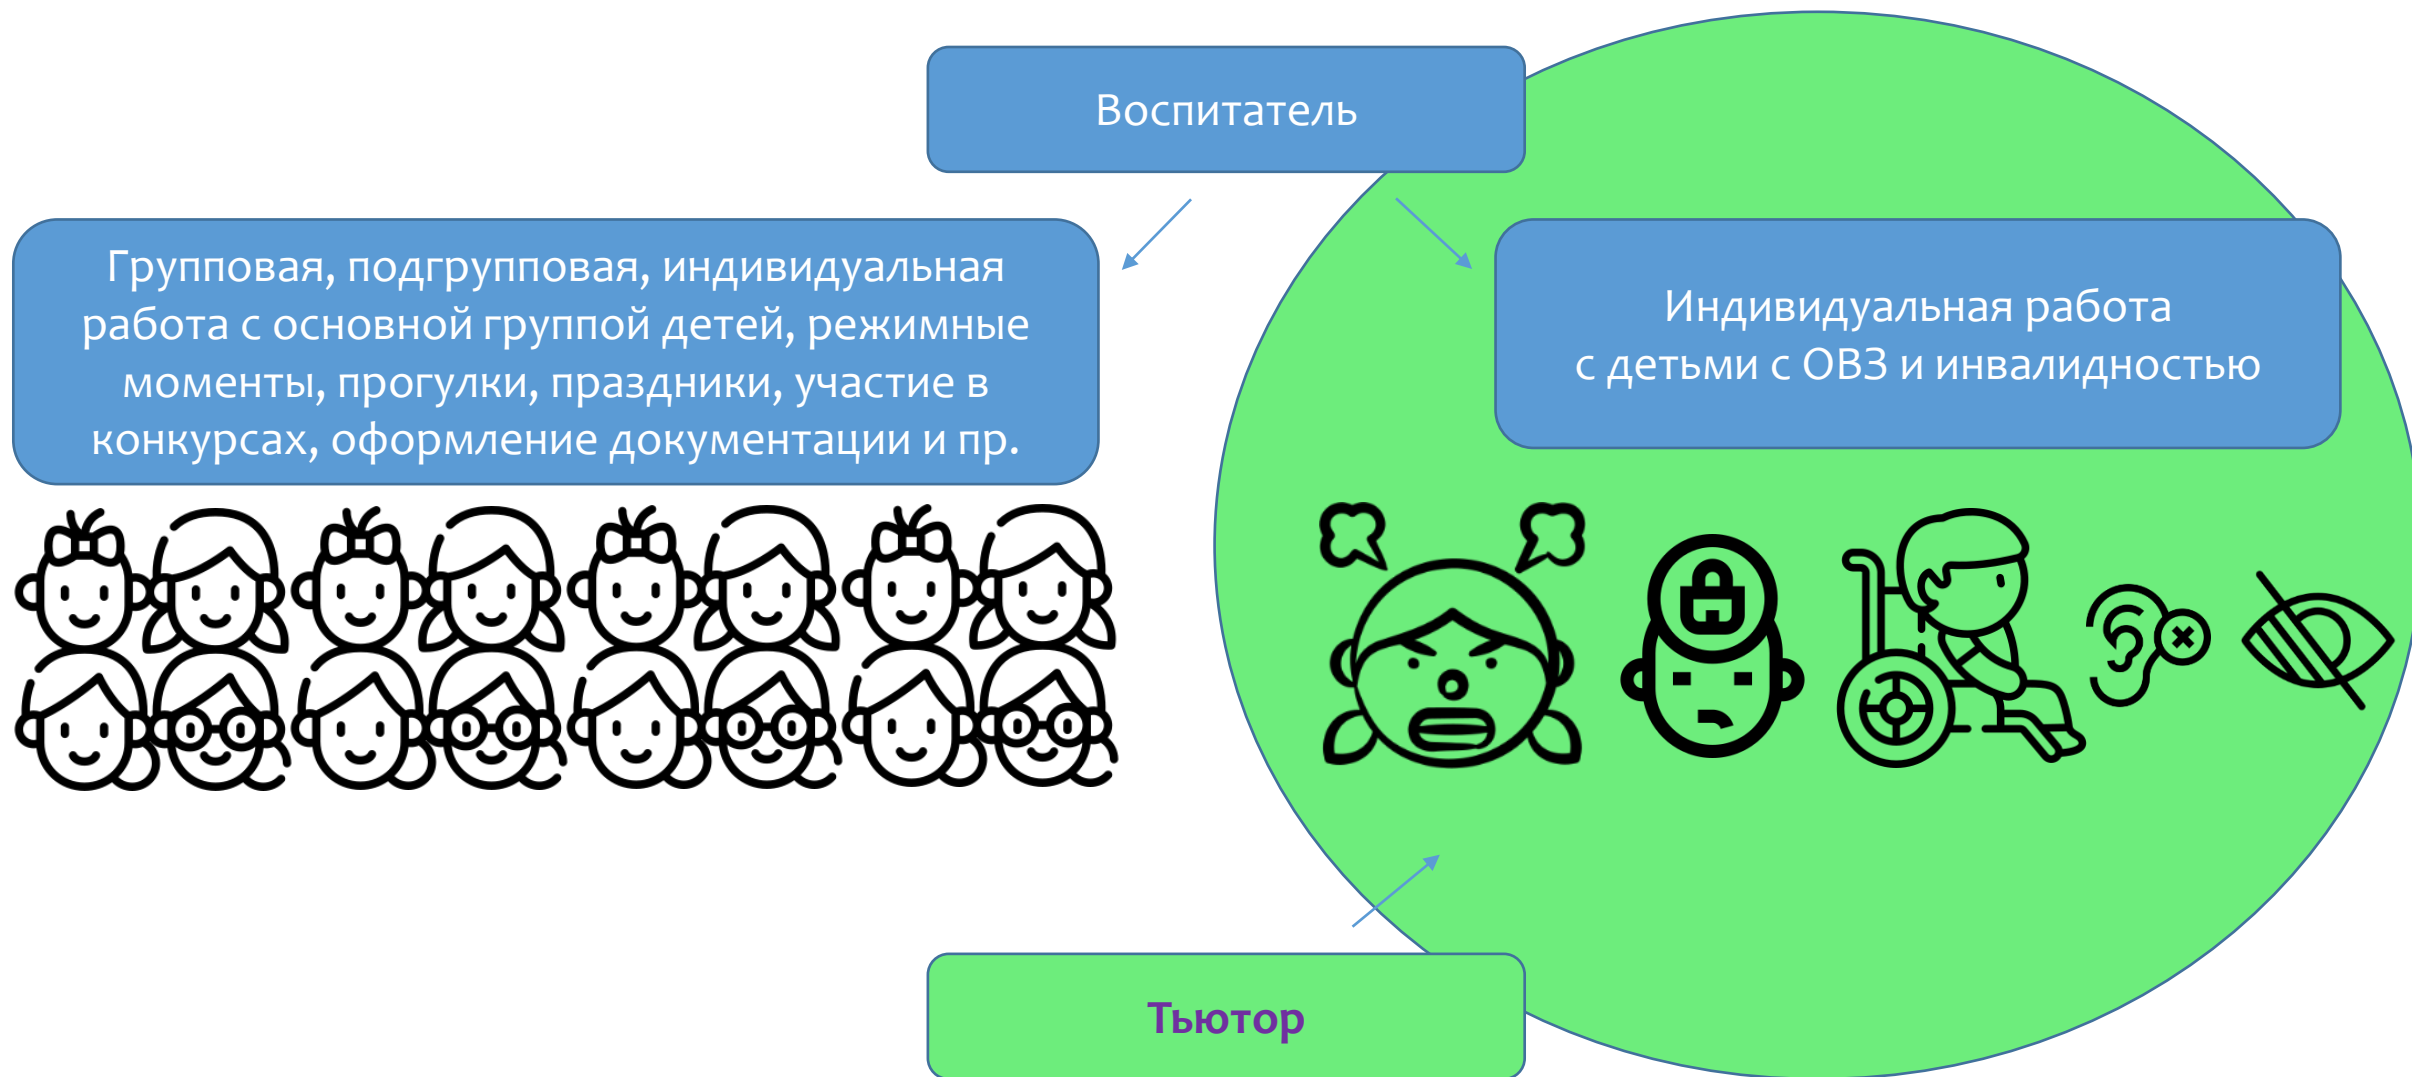 Воспитатель
Групповая, подгрупповая, индивидуальная
работа с основной группой детей, режимные
моменты, прогулки, праздники, участие в
конкурсах, оформление документации и пр.
Индивидуальная работа
с детьми с ОВЗ и инвалидностью
Тьютор